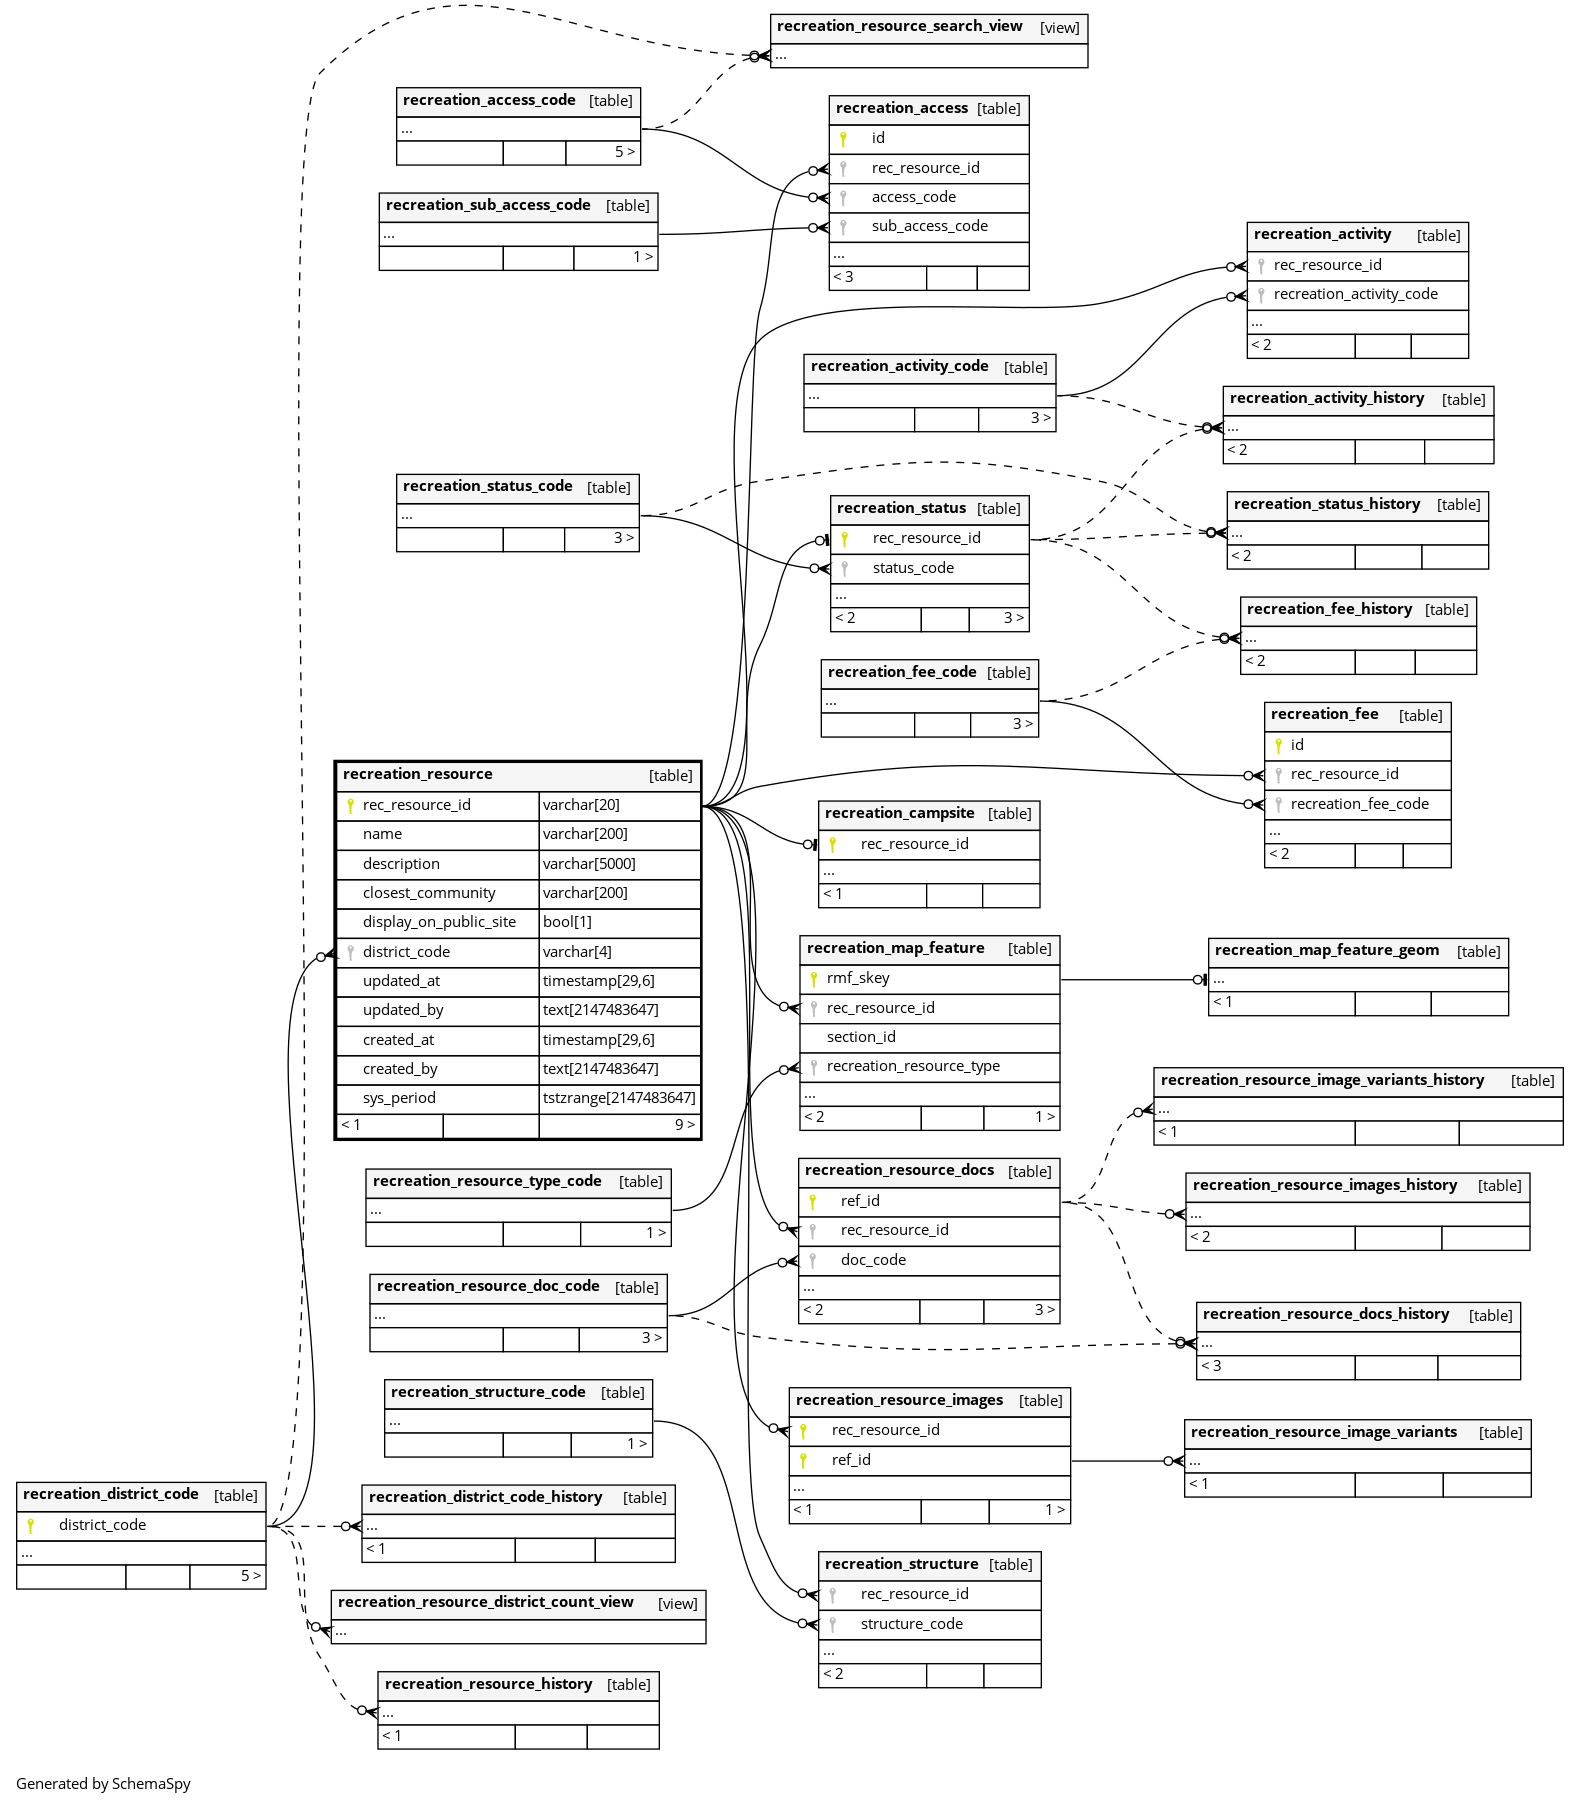 recreation_resource_search_view [view]
...
recreation_access_code [table]
...
5 >
recreation_access [table]
id
rec_resource_id
access_code
sub_access_code
...
< 3
recreation_sub_access_code [table]
...
1 >
recreation_activity [table]
rec_resource_id
recreation_activity_code
...
< 2
recreation_activity_code [table]
...
3 >
recreation_activity_history [table]
...
< 2
recreation_status_code [table]
...
3 >
recreation_status [table]
rec_resource_id
status_code
...
< 2 3 >
recreation_status_history [table]
...
< 2
recreation_fee_history [table]
...
< 2
recreation_fee_code [table]
...
3 >
recreation_fee [table]
id
rec_resource_id
recreation_fee_code
...
< 2
recreation_resource [table]
rec_resource_id varchar[20]
name varchar[200]
description varchar[5000]
closest_community varchar[200]
display_on_public_site bool[1]
district_code varchar[4]
updated_at timestamp[29,6]
updated_by text[2147483647]
created_at timestamp[29,6]
created_by text[2147483647]
sys_period tstzrange[2147483647]
< 1 9 >
recreation_campsite [table]
rec_resource_id
...
< 1
recreation_map_feature [table]
rmf_skey
rec_resource_id
section_id
recreation_resource_type
...
< 2 1 >
recreation_map_feature_geom [table]
...
< 1
recreation_resource_image_variants_history [table]
...
< 1
recreation_resource_type_code [table]
...
1 >
recreation_resource_docs [table]
ref_id
rec_resource_id
doc_code
...
< 2 3 >
recreation_resource_images_history [table]
...
< 2
recreation_resource_doc_code [table]
...
3 >
recreation_resource_docs_history [table]
...
< 3
recreation_structure_code [table]
...
1 >
recreation_resource_images [table]
rec_resource_id
ref_id
...
< 1 1 >
recreation_resource_image_variants [table]
...
< 1
recreation_district_code [table]
district_code
...
5 >
recreation_district_code_history [table]
...
< 1
recreation_structure [table]
rec_resource_id
structure_code
...
< 2
recreation_resource_district_count_view [view]
...
recreation_resource_history [table]
...
< 1
Generated by SchemaSpy